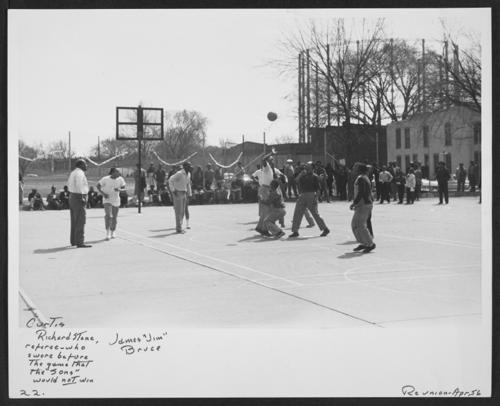 Curtis
Richard Stone,
referee-who
swore before
the game that
the "Sons"
would not win
James "Jim"
Bruce
22.
Reunion-Apr, 56